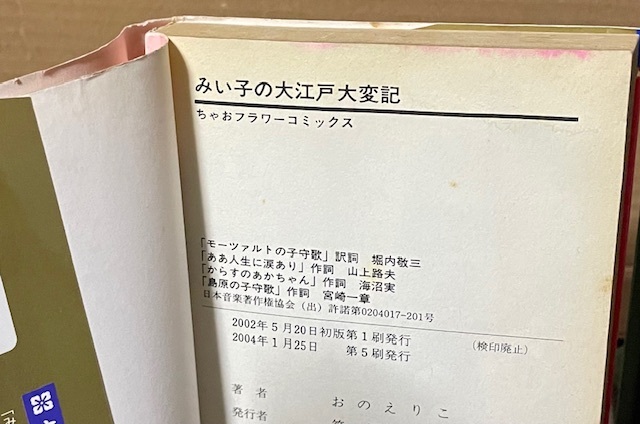 みい子の大江戸大変記
ちゃおフラワーコミックス
「モーツァルトの子守歌」訳詞　堀内敬三
「ああ人生に涙あり」作詞　山上路夫
「からすのあかちゃん」作詞　海沼実
「島原の子守歌」作詞　宮崎一章
日本音楽著作権協会（出）許諾第0204017-201号
2002年5月20日初版第1刷発行
（検印廃止）
2004年1月25日　第5刷発行
著者　おのえりこ
発行者
「み